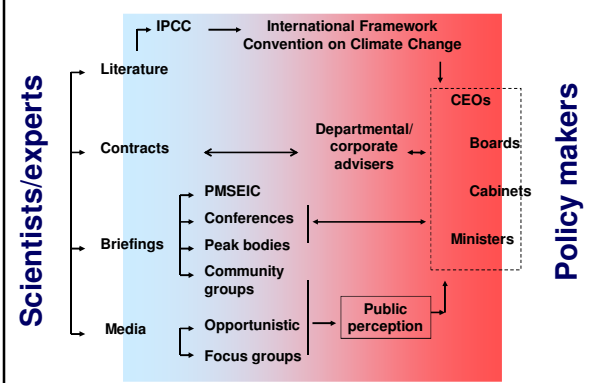 IPCC
International Framework
Convention on Climate Change
Literature
CEOs
Departmental/
corporate
advisers
Boards
Contracts
PMSEIC
Cabinets
Conferences
Briefings
Peak bodies
Ministers
Community
groups
Public
perception
Media
Opportunistic
Focus groups
Scientists/experts
Policy makers